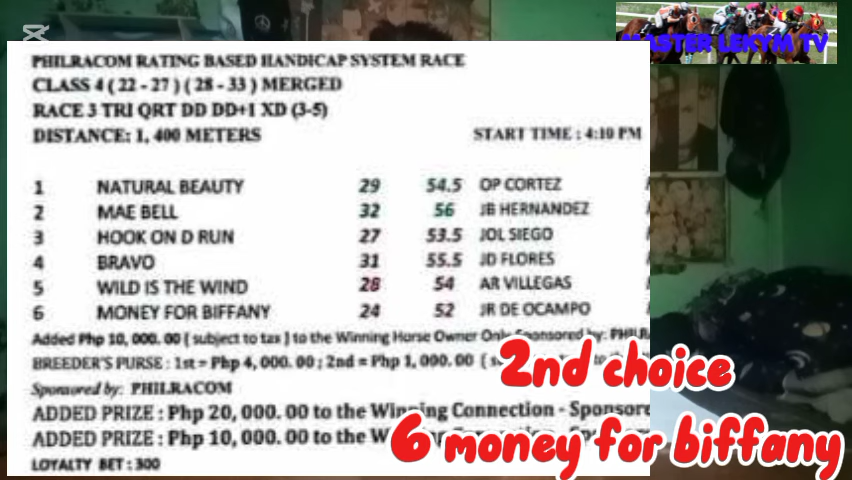 MASTER LEKYM TV
PHILRACOM RATING BASED HANDICAP SYSTEM RACE
CLASS 4 ( 22 - 27 ) ( 28 - 33 ) MERGED
RACE 3 TRI QRT DD DD+1 XD (3-5)
DISTANCE: 1, 400 METERS START TIME : 4:10 PM
1 NATURAL BEAUTY 29 54.5 OP CORTEZ
2 MAE BELL 32 56 JB HERNANDEZ
3 HOOK ON D RUN 27 53.5 JOL SIEGO
4 BRAVO 31 55.5 JD FLORES
5 WILD IS THE WIND 28 54 AR VILLEGAS
6 MONEY FOR BIFFANY 24 52 JR DE OCAMPO
Added Php 10, 000. 00 ( subject to tax ) to the Winning Horse Owner Only Sponsored by:
BREEDER'S PURSE : 1st = Php 4, 000. 00 ; 2nd = Php 1, 000. 00 (
Sponsored by: PHILRACOM
ADDED PRIZE : Php 20, 000. 00 to the Winning Connection - Sponsore
ADDED PRIZE : Php 10, 000. 00 to the
LOYALTY BET : 300
2nd choice
6 money for biffany